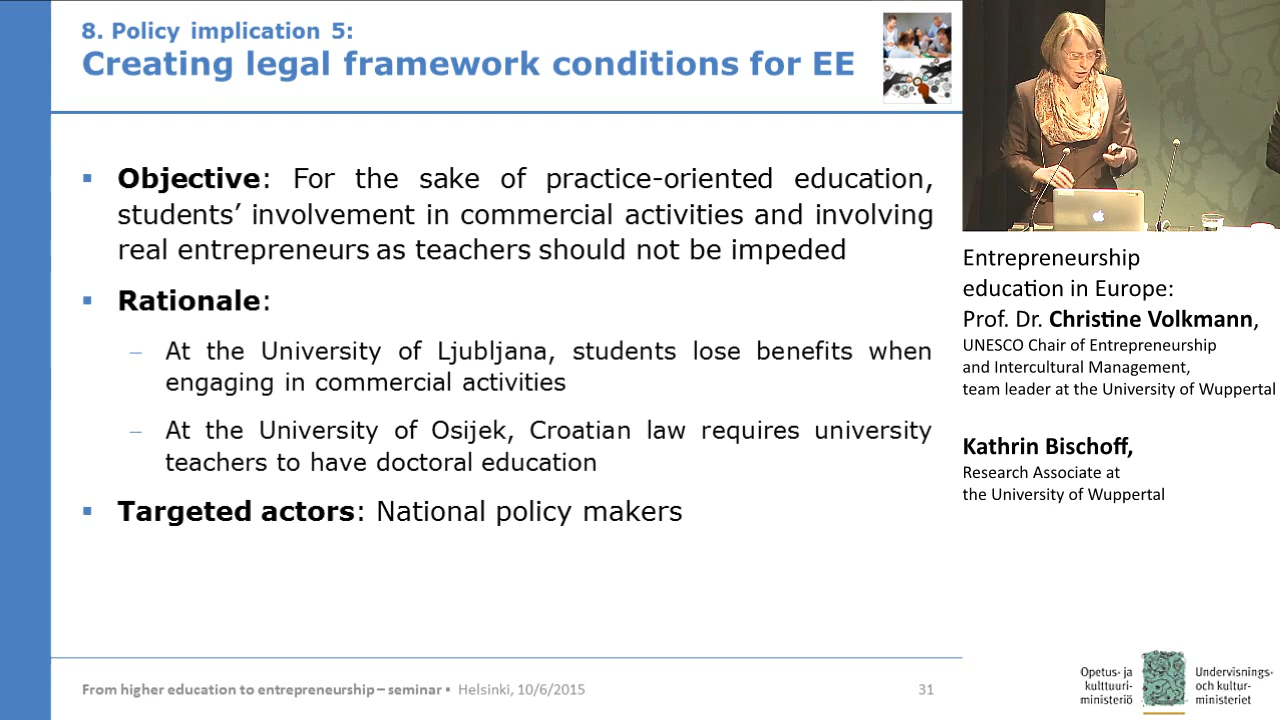 8. Policy implication 5:
Creating legal framework conditions for EE
▪ Objective: For the sake of practice-oriented education,
students’ involvement in commercial activities and involving
real entrepreneurs as teachers should not be impeded
▪ Rationale:
– At the University of Ljubljana, students lose benefits when
engaging in commercial activities
– At the University of Osijek, Croatian law requires university
teachers to have doctoral education
▪ Targeted actors: National policy makers
From higher education to entrepreneurship – seminar ▪ Helsinki, 10/6/2015
31
Entrepreneurship
education in Europe:
Prof. Dr. Christine Volkmann,
UNESCO Chair of Entrepreneurship
and Intercultural Management,
team leader at the University of Wuppertal
Kathrin Bischoff,
Research Associate at
the University of Wuppertal
Opetus- ja
kulttuuri-
ministeriö
Undervisnings-
och kultur-
ministeriet